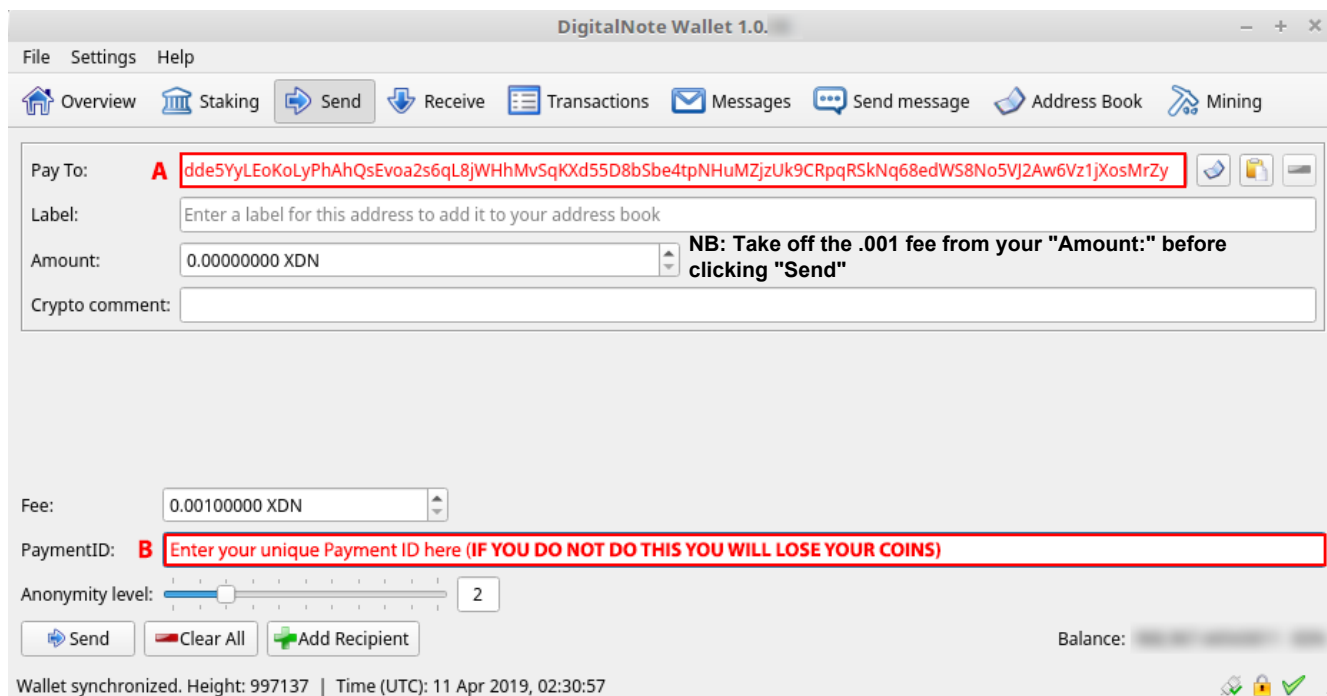 DigitalNote Wallet 1.0.
File Settings Help
Overview Staking Send Receive Transactions Messages Send message Address Book Mining
Pay To: A dde5YyLEoKoLyPhAhQsEvoa2s6qL8jWHhMvSqKXd55D8bSbe4tpNHuMZjzUk9CRpqRSkNq68edWS8No5VJ2Aw6Vz1jXosMrZy
Label: Enter a label for this address to add it to your address book
Amount: 0.00000000 XDN NB: Take off the .001 fee from your "Amount:" before
clicking "Send"
Crypto comment:
Fee: 0.00100000 XDN
PaymentID: B Enter your unique Payment ID here (IF YOU DO NOT DO THIS YOU WILL LOSE YOUR COINS)
Anonymity level: 2
Send Clear All Add Recipient Balance:
Wallet synchronized. Height: 997137 | Time (UTC): 11 Apr 2019, 02:30:57